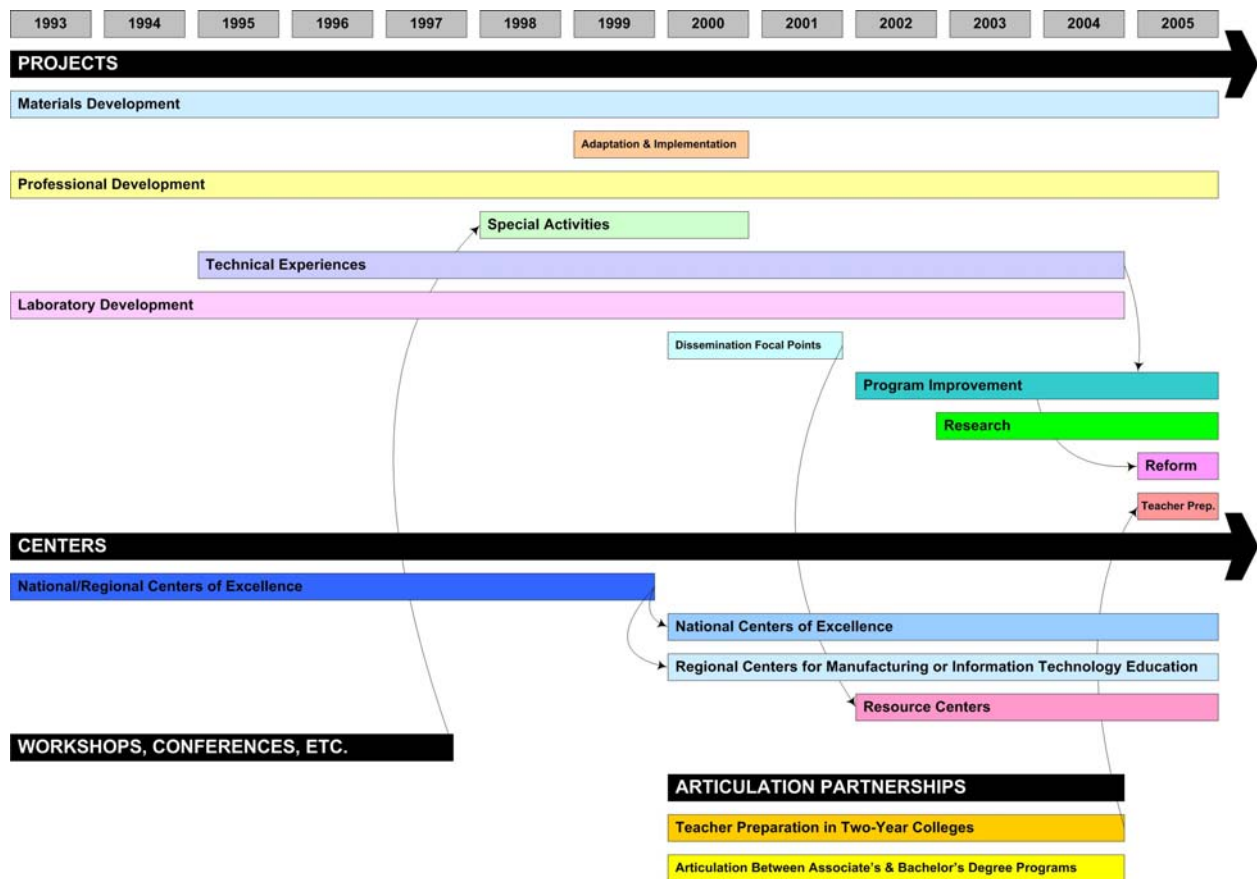 1993 1994 1995 1996 1997 1998 1999 2000 2001 2002 2003 2004 2005
PROJECTS
Materials Development
Adaptation & Implementation
Professional Development
Special Activities
Technical Experiences
Laboratory Development
Dissemination Focal Points
Program Improvement
Research
Reform
Teacher Prep.
CENTERS
National/Regional Centers of Excellence
National Centers of Excellence
Regional Centers for Manufacturing or Information Technology Education
Resource Centers
WORKSHOPS, CONFERENCES, ETC.
ARTICULATION PARTNERSHIPS
Teacher Preparation in Two-Year Colleges
Articulation Between Associate's & Bachelor's Degree Programs